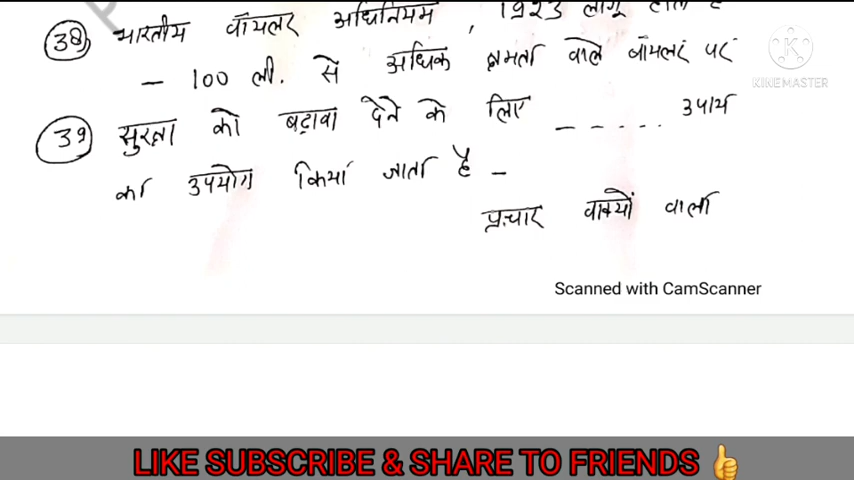 38 भारतीय बॉयलर अधिनियम, 1923 लागू होता है
KINEMASTER
- 100 ली. से अधिक क्षमता वाले बॉयलर पर
39 सुरक्षा को बढ़ावा देने के लिए ----- उपाय
का उपयोग किया जाता है -
प्रचार वाक्यों वाला
Scanned with CamScanner
LIKE SUBSCRIBE & SHARE TO FRIENDS 👍